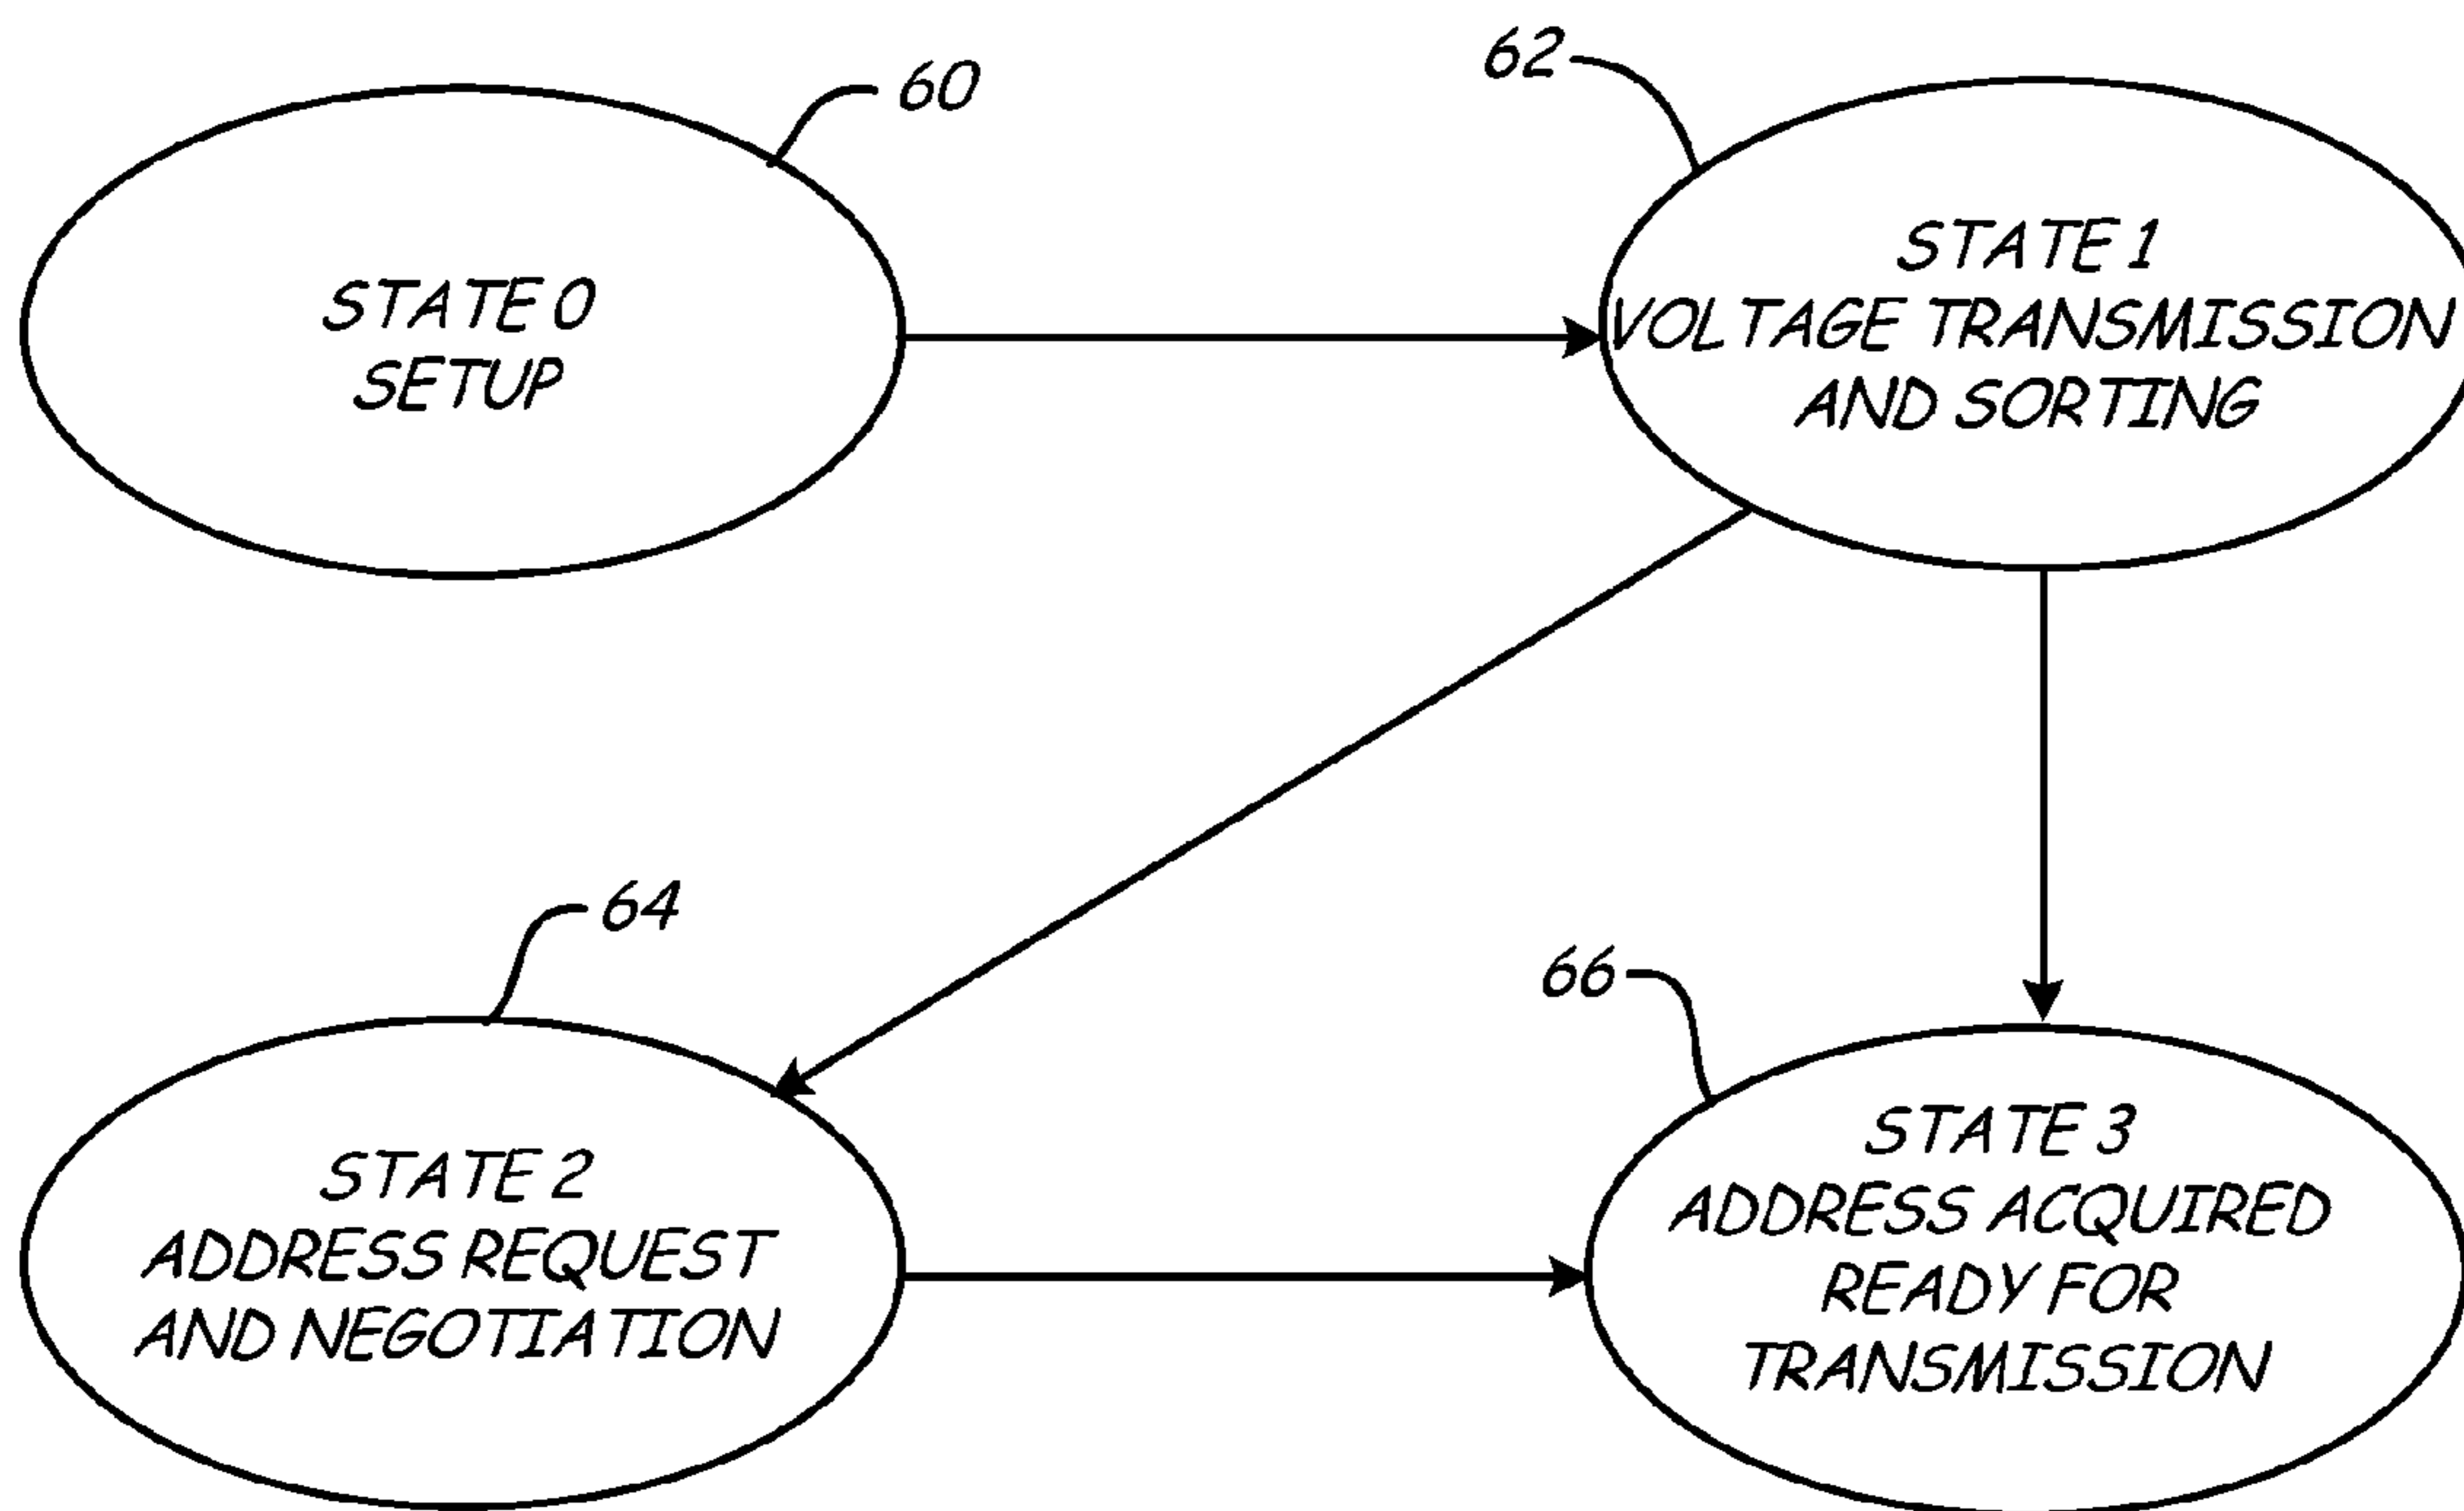 60
STATE 0
SETUP
62
STATE 1
VOLTAGE TRANSMISSION
AND SORTING
64
STATE 2
ADDRESS REQUEST
AND NEGOTIATION
66
STATE 3
ADDRESS ACQUIRED
READY FOR
TRANSMISSION